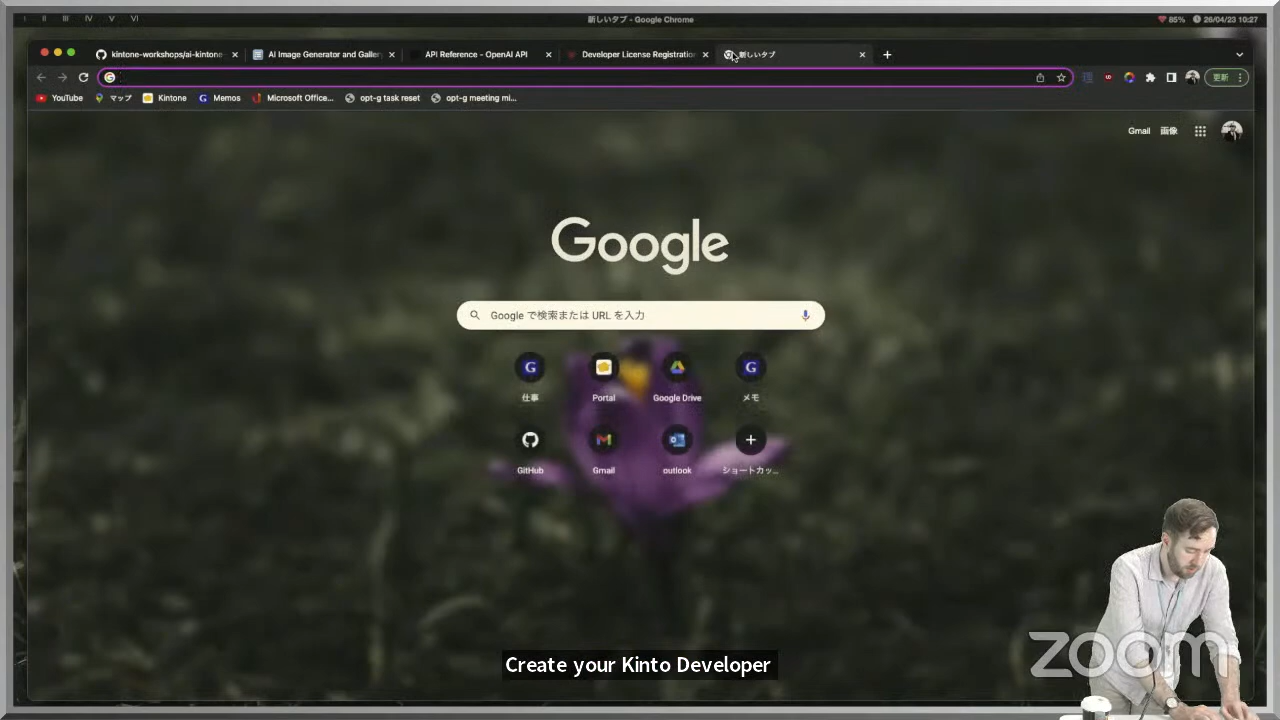 I II III IV V VI
新しいタブ - Google Chrome
85% 26/04/23 10:27
kintone-workshops/ai-kintone
AI Image Generator and Galler
API Reference - OpenAI API
Developer License Registration
新しいタブ
更新
YouTube
マップ
Kintone
Memos
Microsoft Office...
opt-g task reset
opt-g meeting mi...
Gmail
画像
Google
Google で検索または URL を入力
仕事
Portal
Google Drive
メモ
GitHub
Gmail
outlook
ショートカッ...
Create your Kinto Developer
zoom